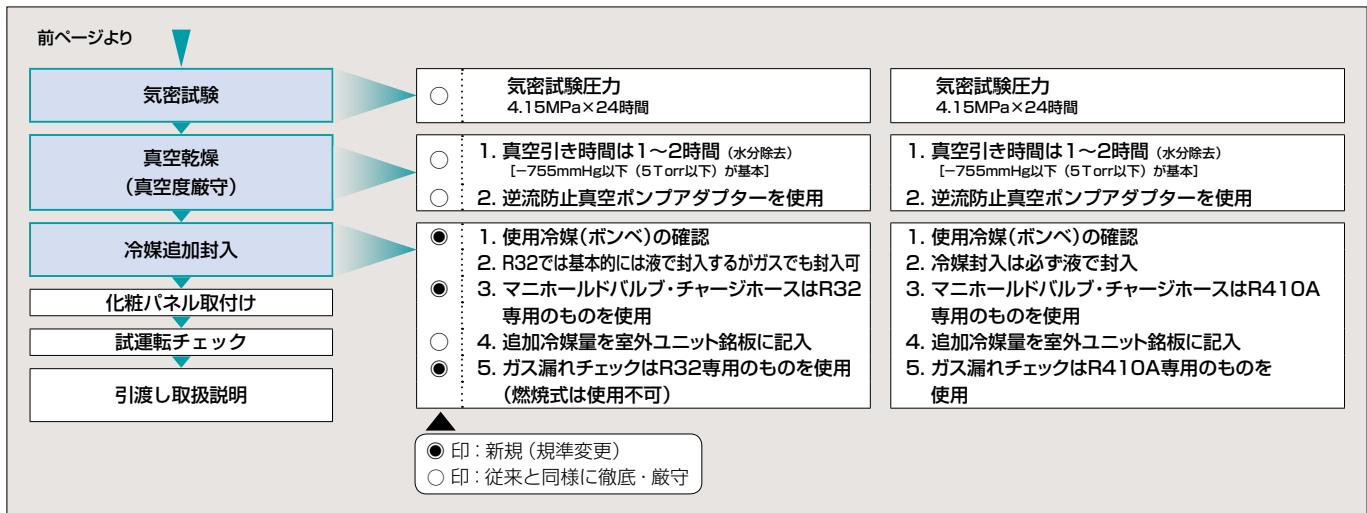 前ページより
気密試験
○ 気密試験圧力
4.15MPa×24時間
気密試験圧力
4.15MPa×24時間
真空乾燥
(真空度厳守)
○ 1. 真空引き時間は1〜2時間(水分除去)
[−755mmHg以下(5Torr以下)が基本]
○ 2. 逆流防止真空ポンプアダプターを使用
1. 真空引き時間は1〜2時間(水分除去)
[−755mmHg以下(5Torr以下)が基本]
2. 逆流防止真空ポンプアダプターを使用
冷媒追加封入
◉ 1. 使用冷媒(ボンベ)の確認
2. R32では基本的には液で封入するがガスでも封入可
◉ 3. マニホールドバルブ・チャージホースはR32
専用のものを使用
○ 4. 追加冷媒量を室外ユニット銘板に記入
◉ 5. ガス漏れチェックはR32専用のものを使用
(燃焼式は使用不可)
1. 使用冷媒(ボンベ)の確認
2. 冷媒封入は必ず液で封入
3. マニホールドバルブ・チャージホースはR410A
専用のものを使用
4. 追加冷媒量を室外ユニット銘板に記入
5. ガス漏れチェックはR410A専用のものを
使用
化粧パネル取付け
試運転チェック
引渡し取扱説明
◉ 印:新規(規準変更)
○ 印:従来と同様に徹底・厳守